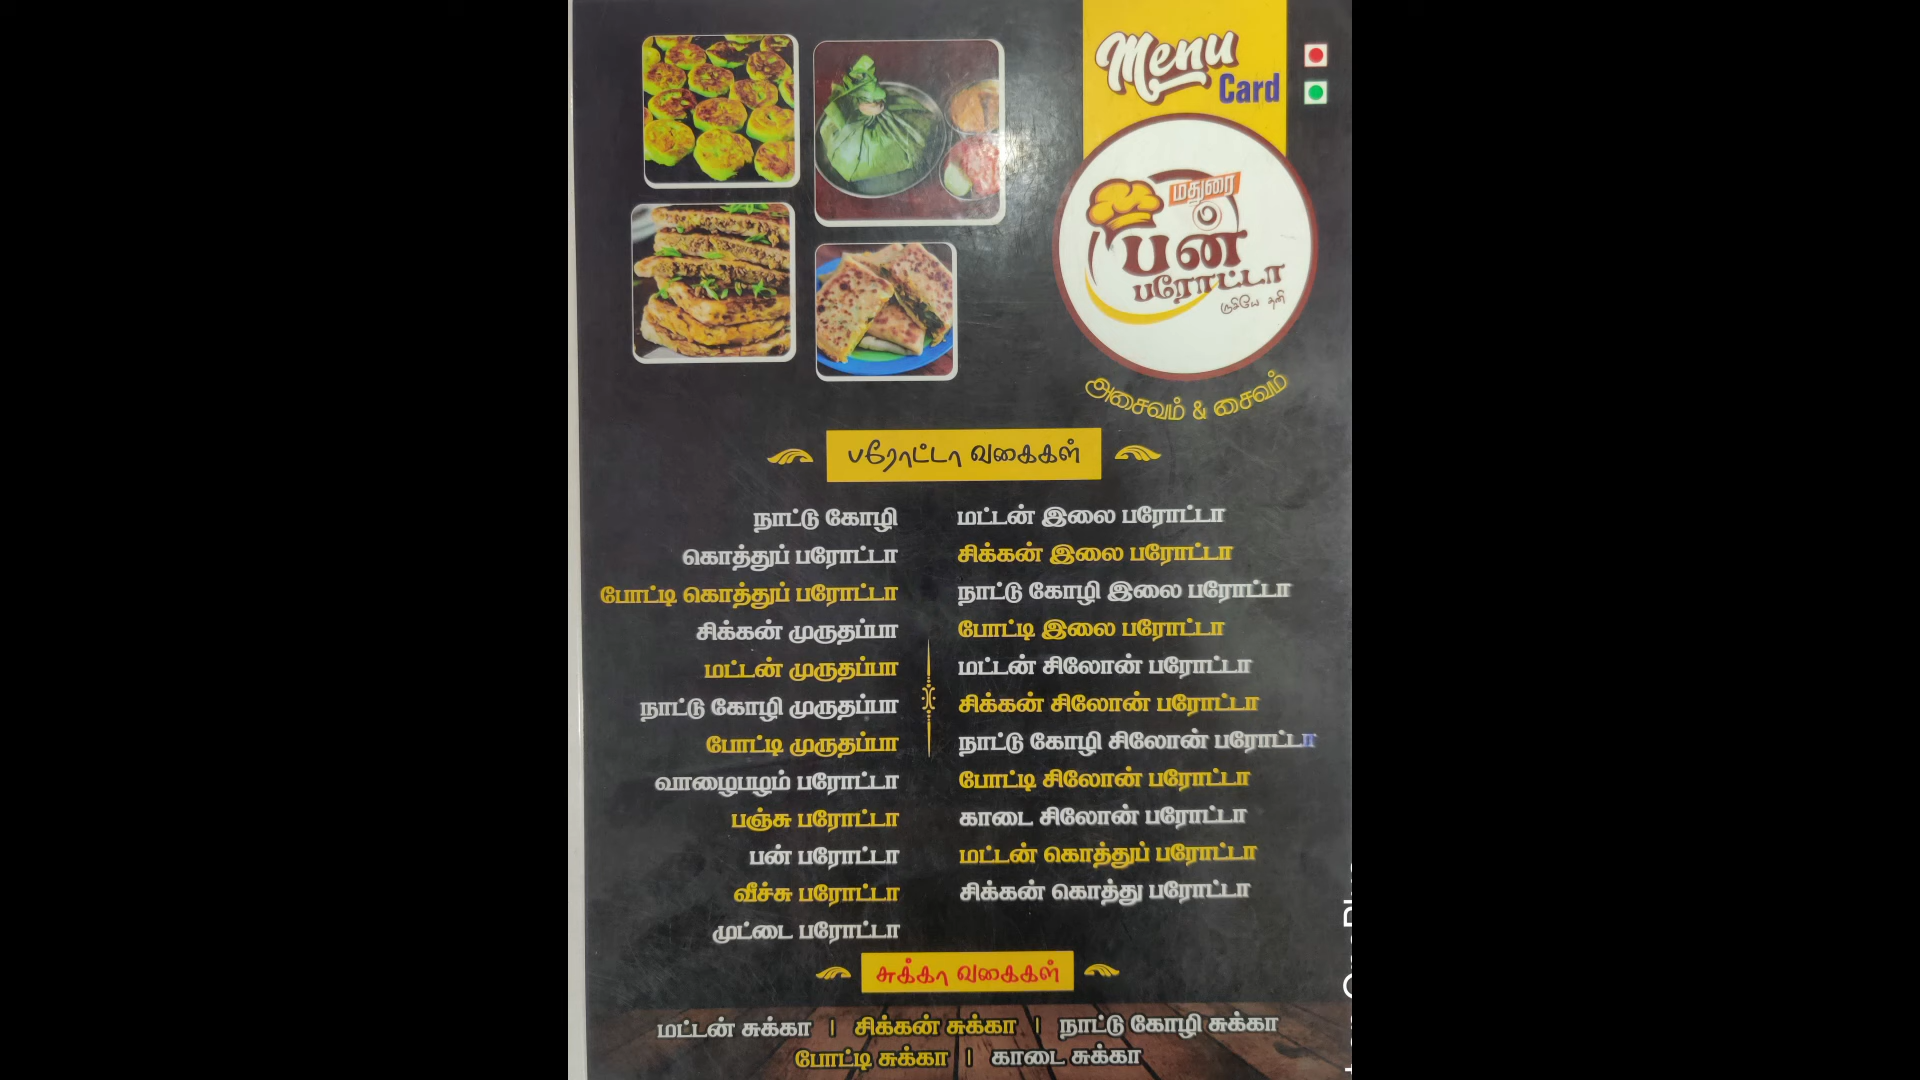 Menu
Card
மதுரை
பன்
பரோட்டா
ருசியே தனி
அசைவம் & சைவம்
பரோட்டா வகைகள்
நாட்டு கோழி
கொத்துப் பரோட்டா
போட்டி கொத்துப் பரோட்டா
சிக்கன் முருதப்பா
மட்டன் முருதப்பா
நாட்டு கோழி முருதப்பா
போட்டி முருதப்பா
வாழைபழம் பரோட்டா
பஞ்சு பரோட்டா
பன் பரோட்டா
வீச்சு பரோட்டா
முட்டை பரோட்டா
மட்டன் இலை பரோட்டா
சிக்கன் இலை பரோட்டா
நாட்டு கோழி இலை பரோட்டா
போட்டி இலை பரோட்டா
மட்டன் சிலோன் பரோட்டா
சிக்கன் சிலோன் பரோட்டா
நாட்டு கோழி சிலோன் பரோட்டா
போட்டி சிலோன் பரோட்டா
காடை சிலோன் பரோட்டா
மட்டன் கொத்துப் பரோட்டா
சிக்கன் கொத்து பரோட்டா
சுக்கா வகைகள்
மட்டன் சுக்கா | சிக்கன் சுக்கா | நாட்டு கோழி சுக்கா
போட்டி சுக்கா | காடை சுக்கா